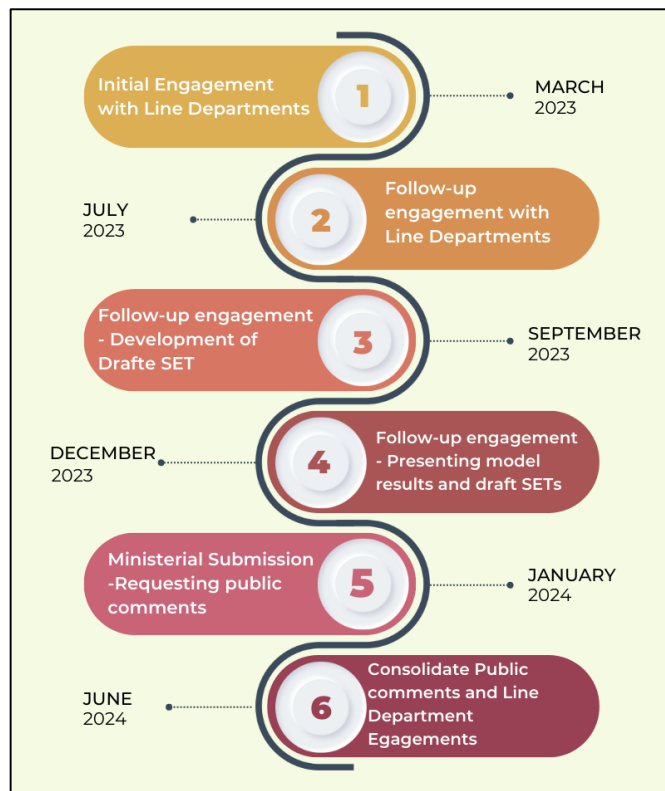 Initial Engagement
with Line Departments
1
MARCH
2023
JULY
2023
2
Follow-up
engagement with
Line Departments
Follow-up engagement
- Development of
Drafte SET
3
SEPTEMBER
2023
DECEMBER
2023
4
Follow-up engagement
- Presenting model
results and draft SETs
Ministerial Submission
-Requesting public
comments
5
JANUARY
2024
JUNE
2024
6
Consolidate Public
comments and Line
Department
Egagements